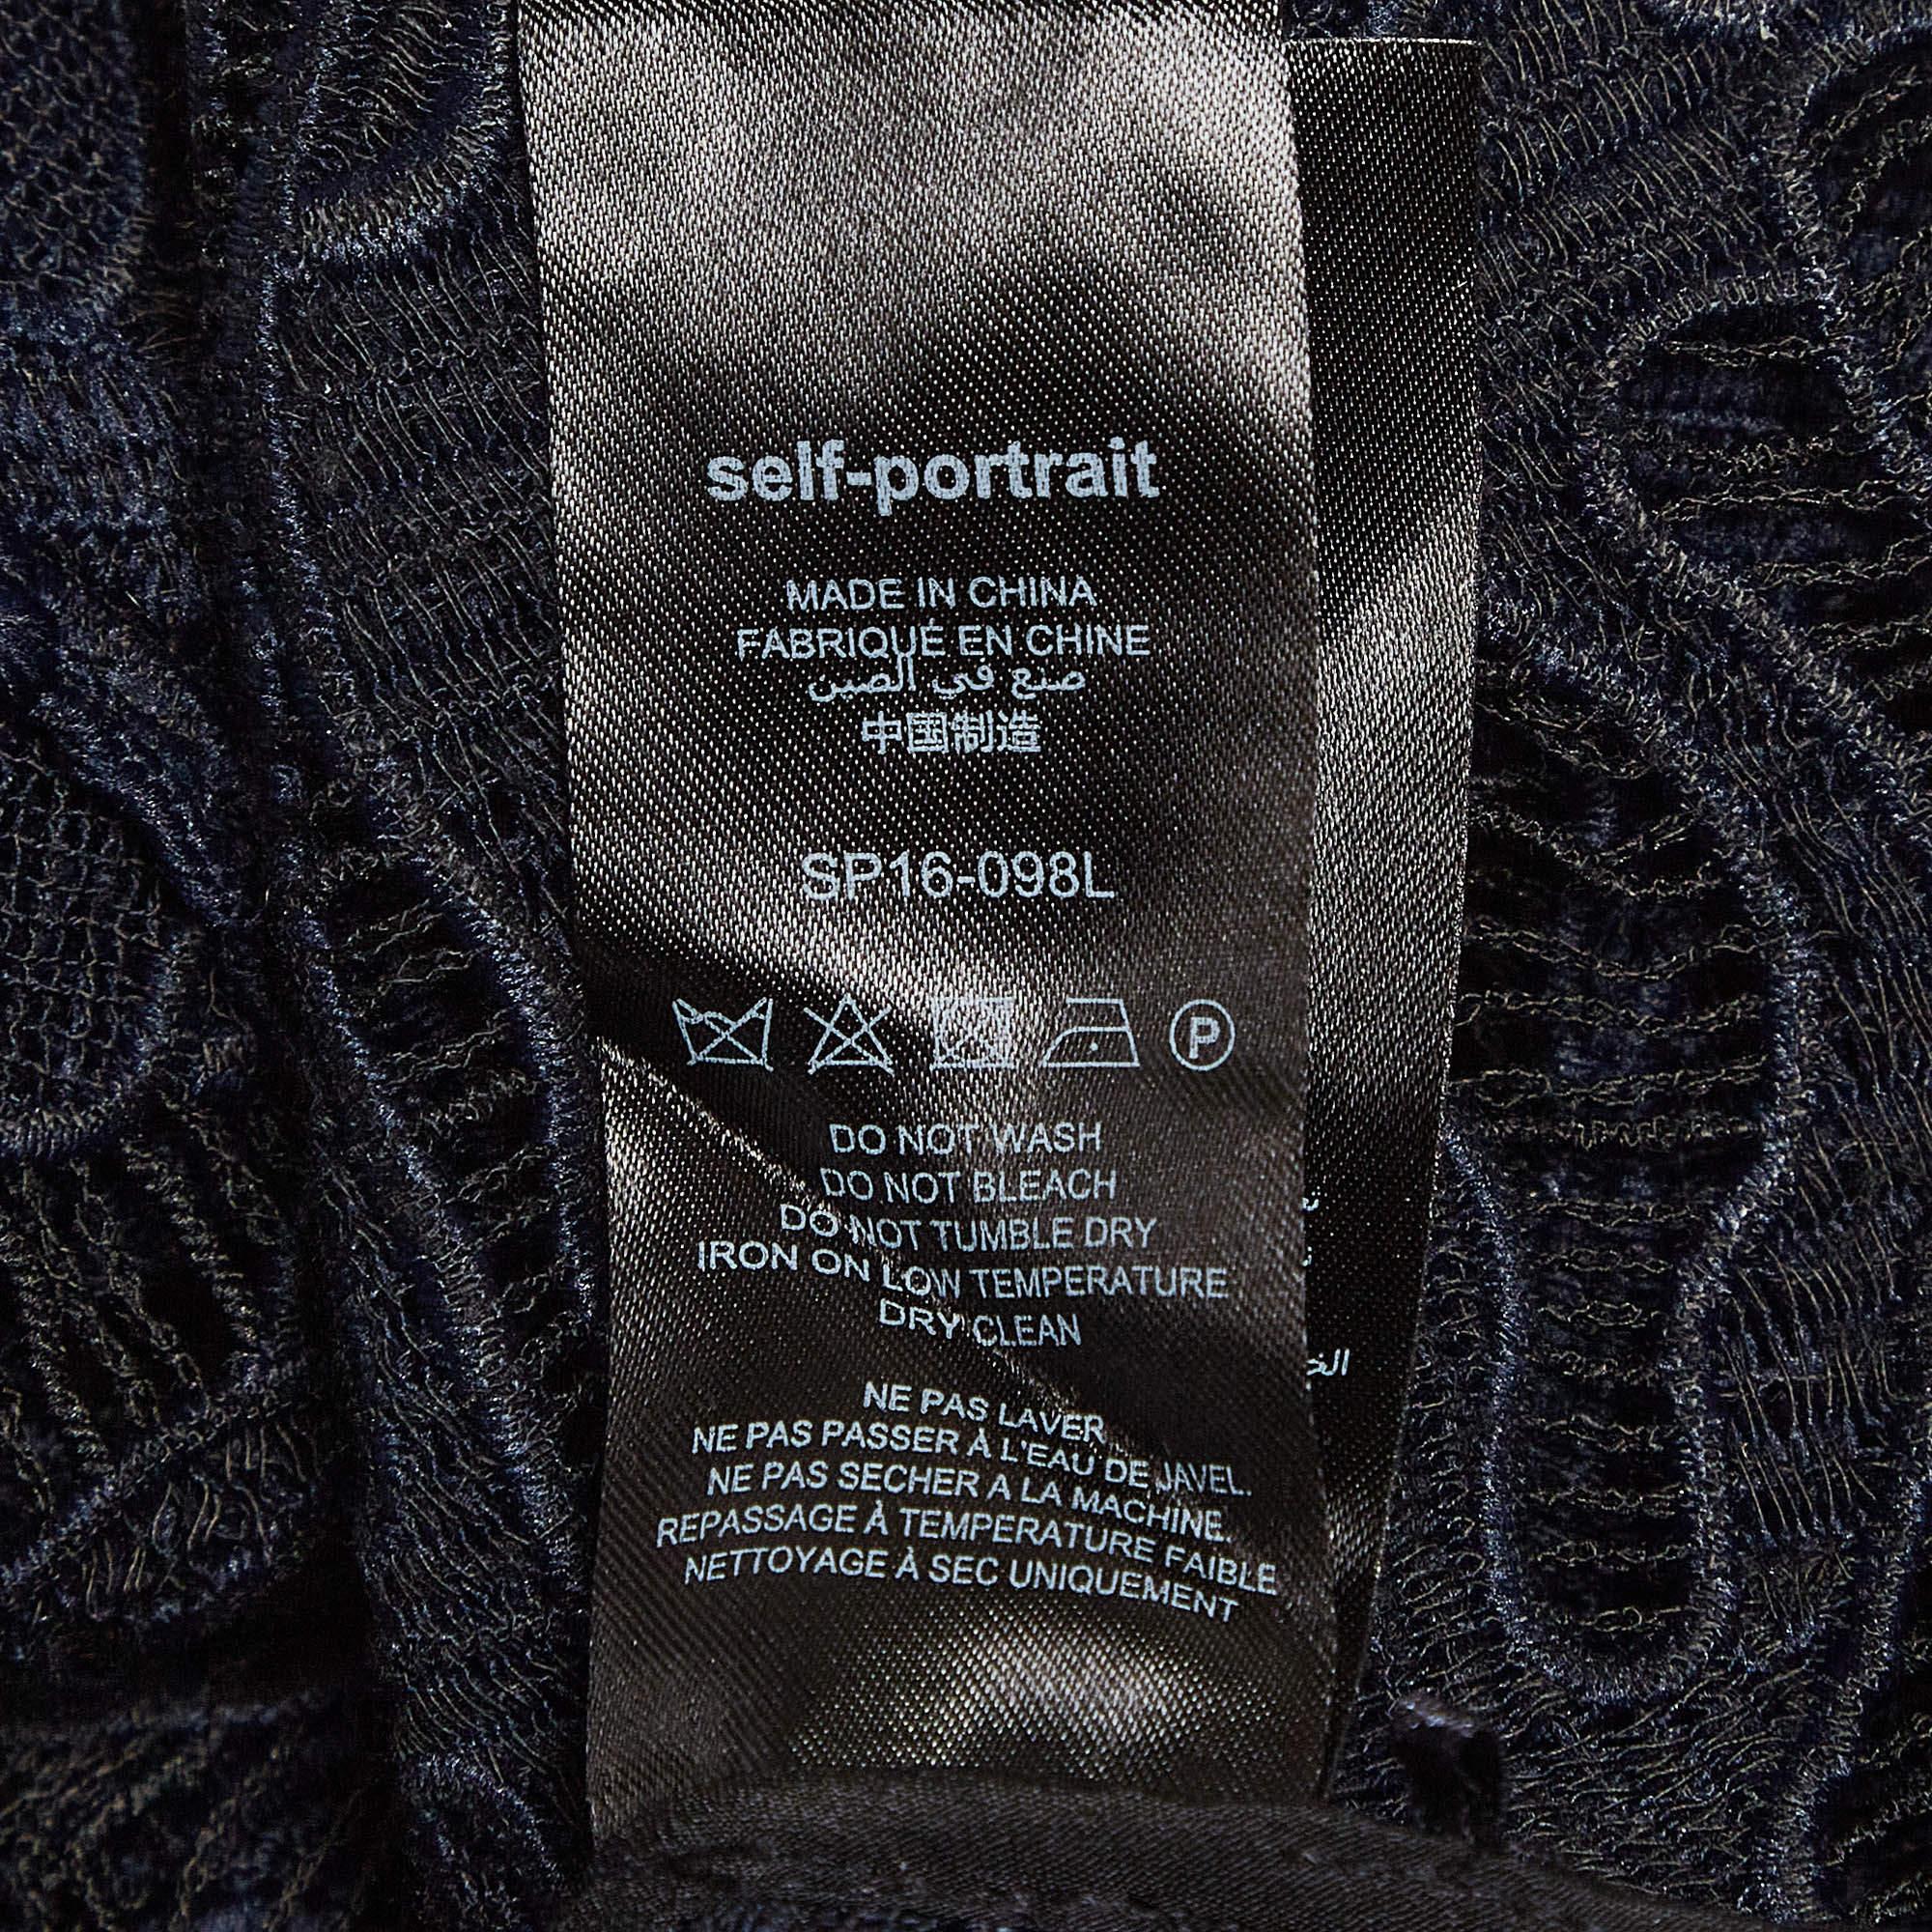 self-portrait
MADE IN CHINA
FABRIQUÉ EN CHINE
صنع في الصين
中国制造
SP16-098L
P
DO NOT WASH
DO NOT BLEACH
DO NOT TUMBLE DRY
IRON ON LOW TEMPERATURE
DRY CLEAN
NE PAS LAVER
NE PAS PASSER À L'EAU DE JAVEL.
NE PAS SECHER A LA MACHINE.
REPASSAGE À TEMPERATURE FAIBLE
NETTOYAGE À SEC UNIQUEMENT